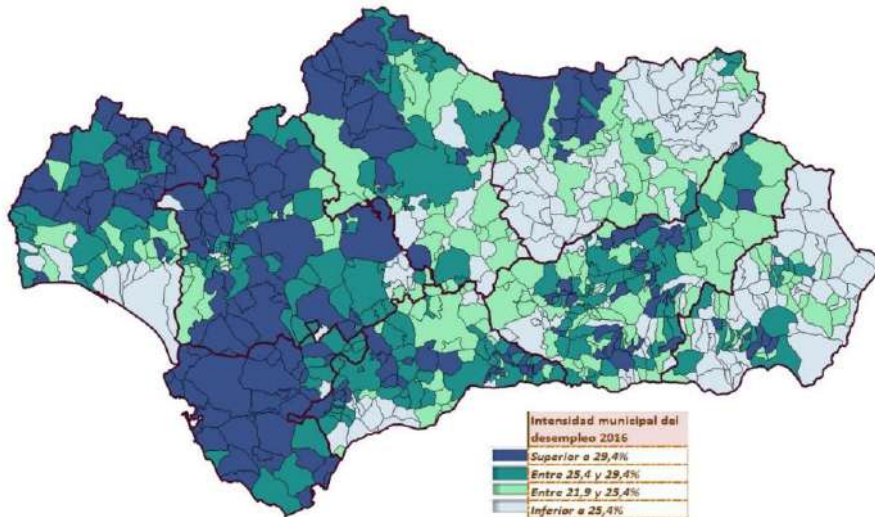 Intensidad municipal del
desempleo 2016
Superior a 29,4%
Entre 25,4 y 29,4%
Entre 21,9 y 25,4%
Inferior a 25,4%